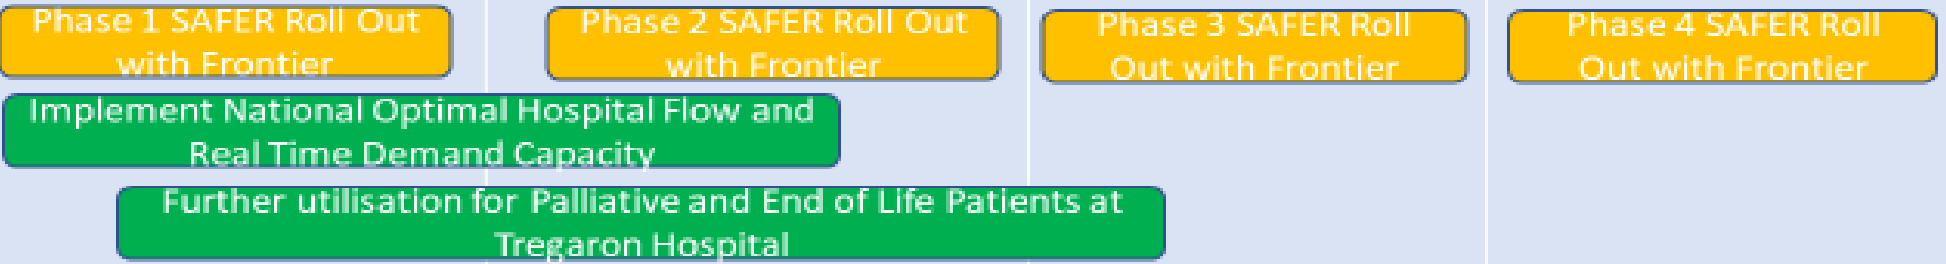 Phase 1 SAFER Roll Out
with Frontier
Phase 2 SAFER Roll Out
with Frontier
Phase 3 SAFER Roll
Out with Frontier
Phase 4 SAFER Roll
Out with Frontier
Implement National Optimal Hospital Flow and
Real Time Demand Capacity
Further utilisation for Palliative and End of Life Patients at
Tregaron Hospital